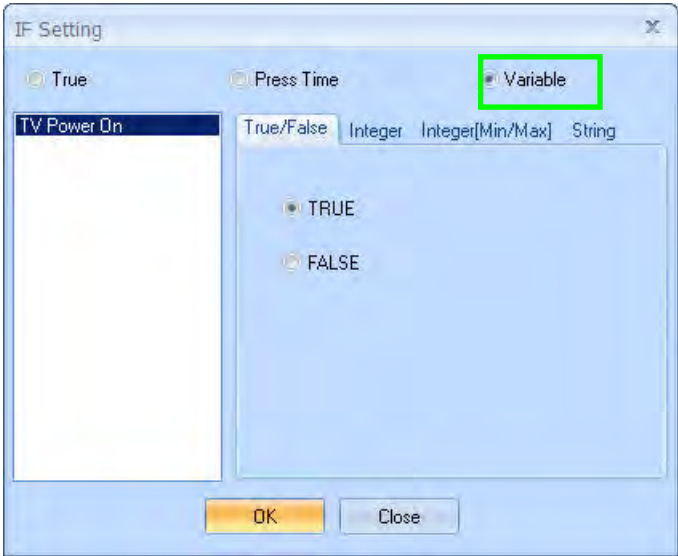 IF Setting
True Press Time Variable
TV Power On
True/False Integer Integer[Min/Max] String
TRUE
FALSE
OK Close